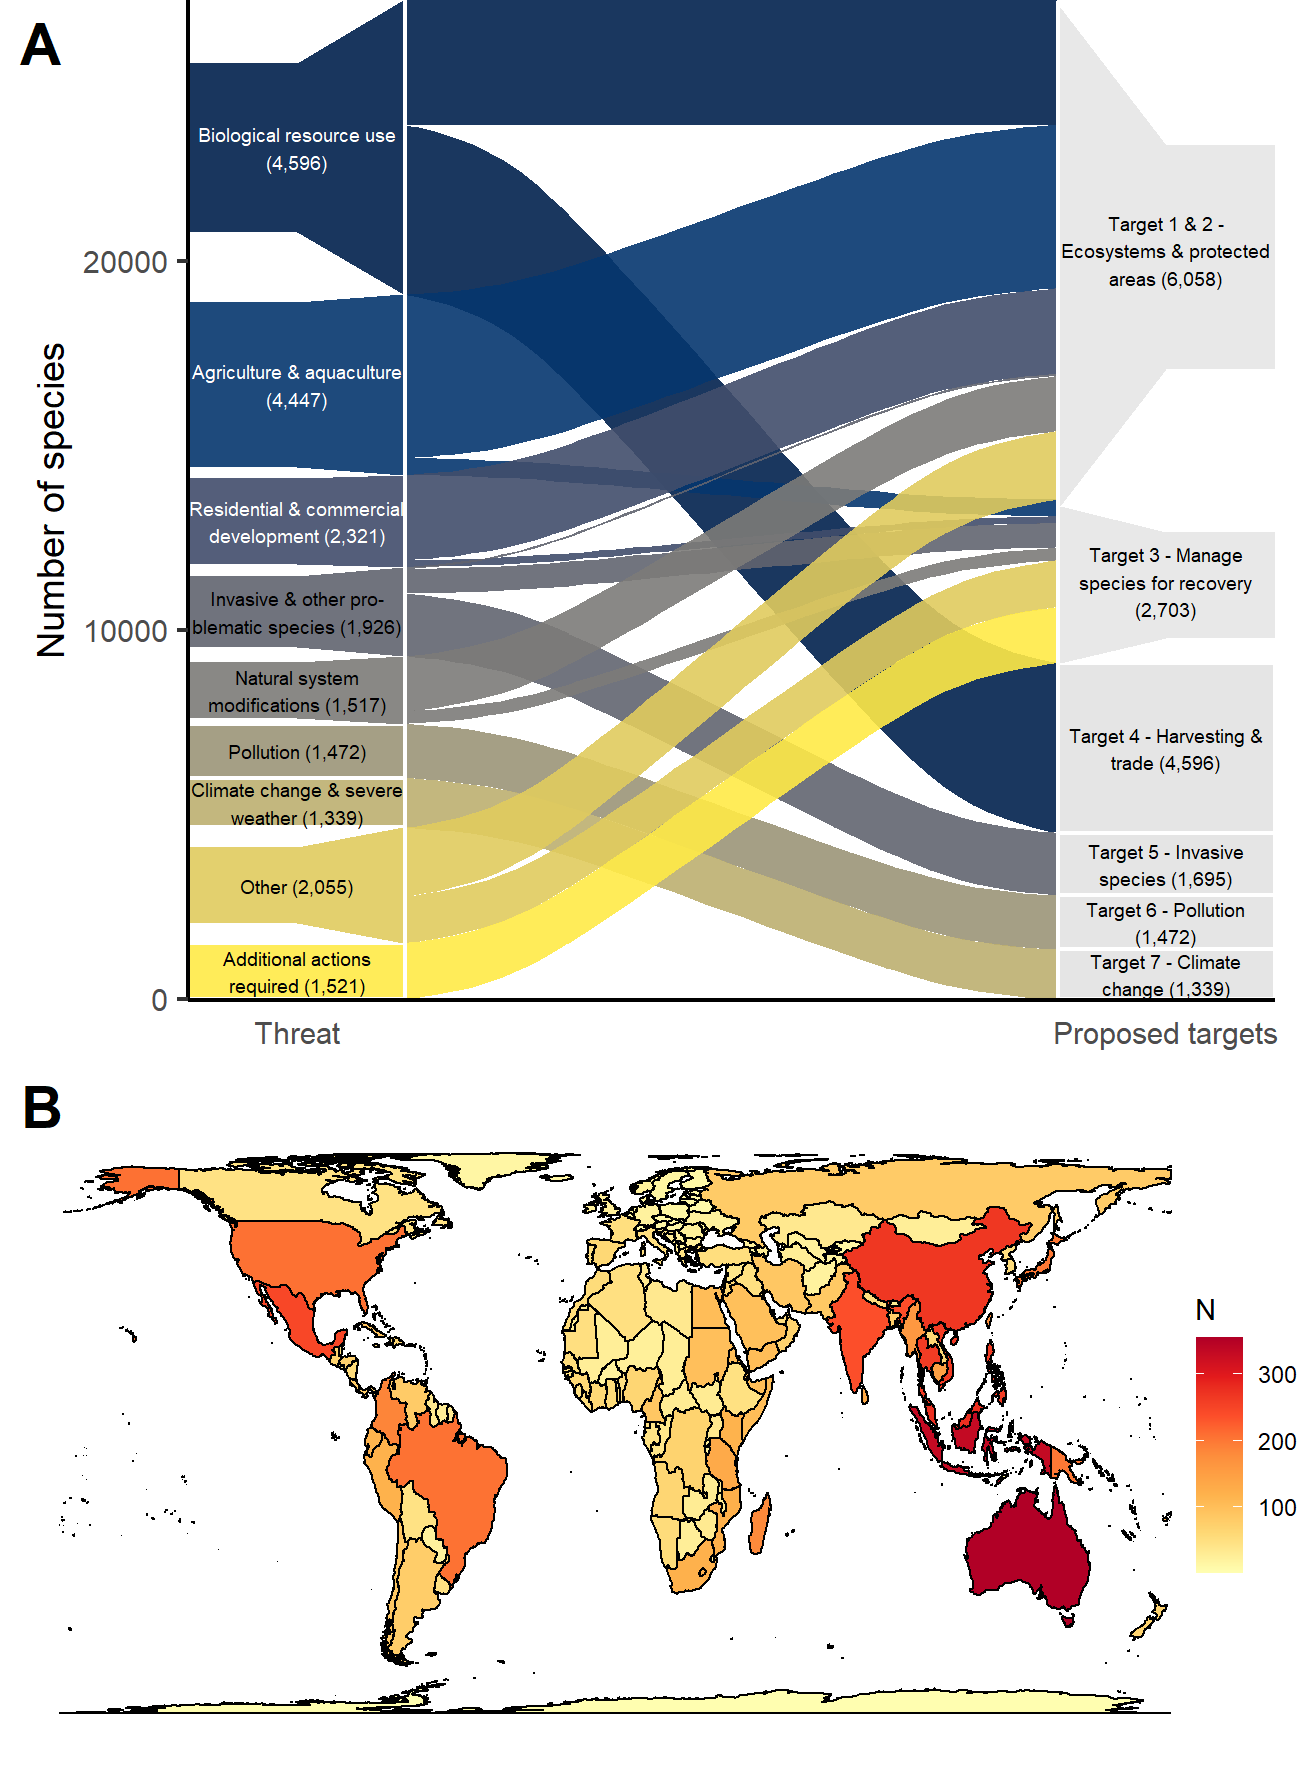 A
Number of species
20000
10000
0
Biological resource use
(4,596)
Agriculture & aquaculture
(4,447)
Residential & commercial
development (2,321)
Invasive & other pro-
blematic species (1,926)
Natural system
modifications (1,517)
Pollution (1,472)
Climate change & severe
weather (1,339)
Other (2,055)
Additional actions
required (1,521)
Target 1 & 2 -
Ecosystems & protected
areas (6,058)
Target 3 - Manage
species for recovery
(2,703)
Target 4 - Harvesting &
trade (4,596)
Target 5 - Invasive
species (1,695)
Target 6 - Pollution
(1,472)
Target 7 - Climate
change (1,339)
Threat
Proposed targets
B
N
300
200
100